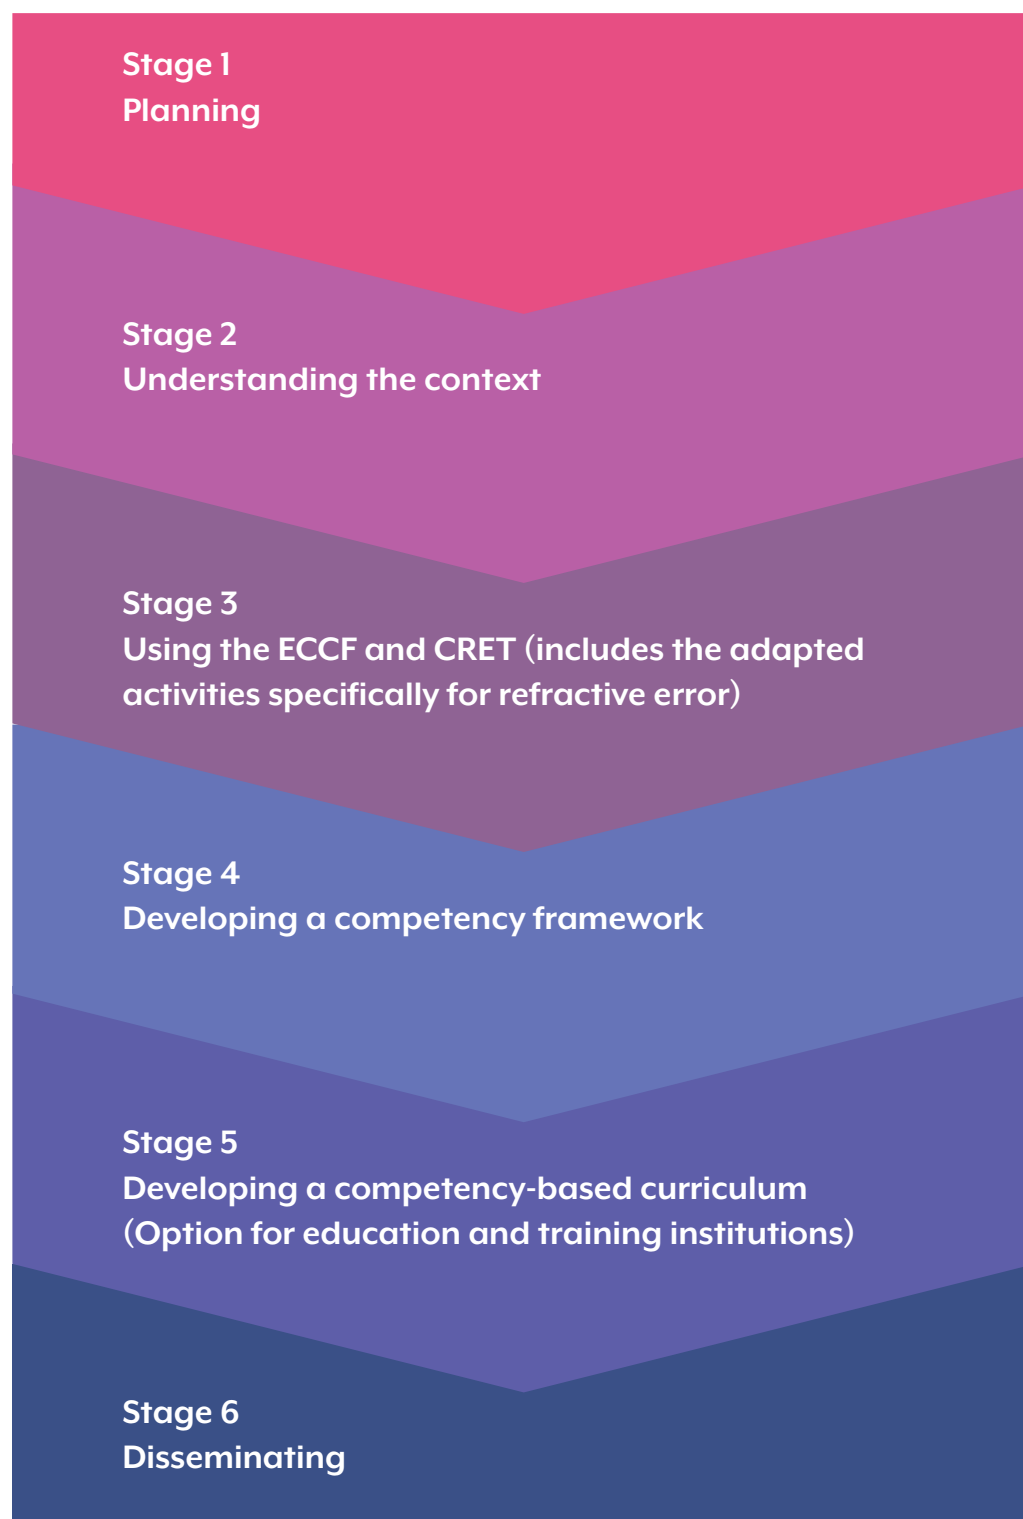 Stage 1
Planning
Stage 2
Understanding the context
Stage 3
Using the ECCF and CRET (includes the adapted
activities specifically for refractive error)
Stage 4
Developing a competency framework
Stage 5
Developing a competency-based curriculum
(Option for education and training institutions)
Stage 6
Disseminating